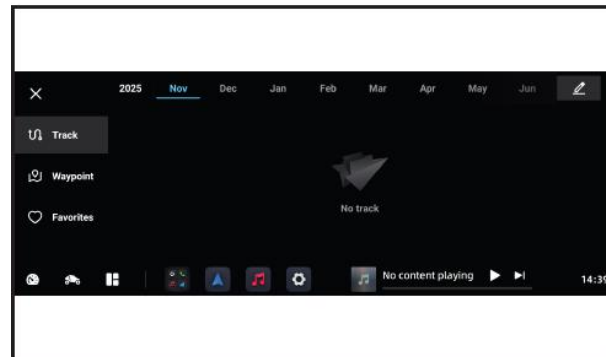 2025 Nov Dec Jan Feb Mar Apr May Jun
Track
Waypoint
Favorites
No track
No content playing
14:39